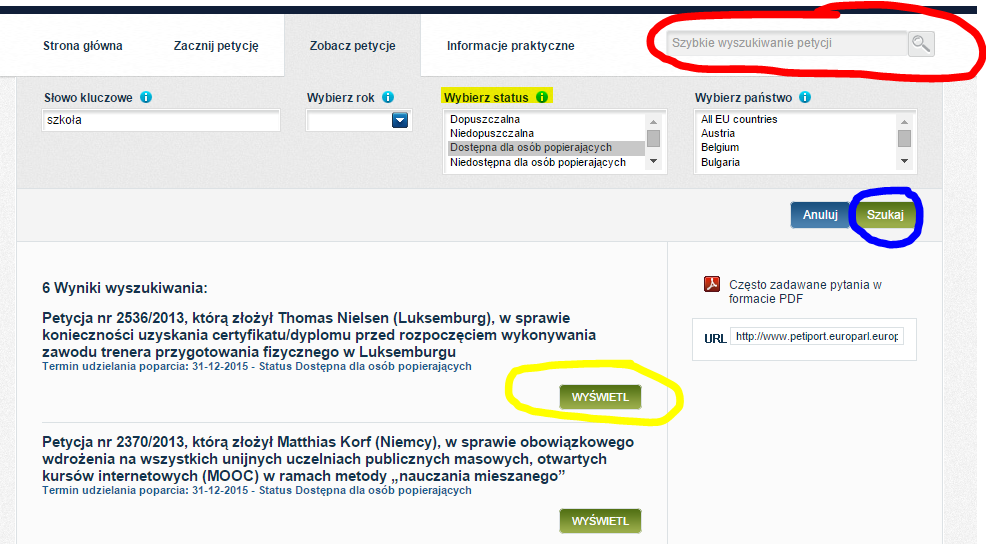 Strona główna
Zacznij petycję
Zobacz petycje
Informacje praktyczne
Szybkie wyszukiwanie petycji
Słowo kluczowe
Wybierz rok
Wybierz status
Wybierz państwo
szkoła
Dopuszczalna
Niedopuszczalna
Dostępna dla osób popierających
Niedostępna dla osób popierających
All EU countries
Austria
Belgium
Bulgaria
Anuluj
Szukaj
6 Wyniki wyszukiwania:
Petycja nr 2536/2013, którą złożył Thomas Nielsen (Luksemburg), w sprawie
konieczności uzyskania certyfikatu/dyplomu przed rozpoczęciem wykonywania
zawodu trenera przygotowania fizycznego w Luksemburgu
Termin udzielania poparcia: 31-12-2015 - Status Dostępna dla osób popierających
WYŚWIETL
Petycja nr 2370/2013, którą złożył Matthias Korf (Niemcy), w sprawie obowiązkowego
wdrożenia na wszystkich unijnych uczelniach publicznych masowych, otwartych
kursów internetowych (MOOC) w ramach metody „nauczania mieszanego”
Termin udzielania poparcia: 31-12-2015 - Status Dostępna dla osób popierających
WYŚWIETL
Często zadawane pytania w
formacie PDF
URL
http://www.petiport.europarl.europ